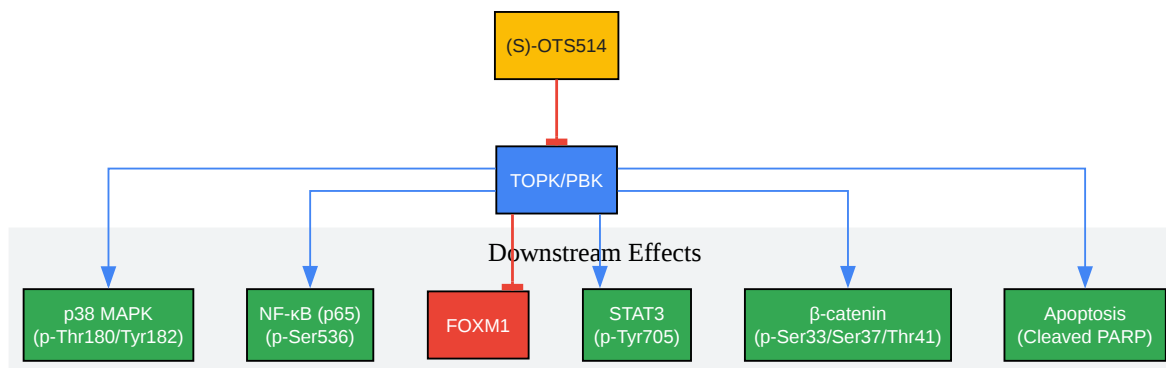 (S)-OTS514
TOPK/PBK
Downstream Effects
p38 MAPK
(p-Thr180/Tyr182)
NF-κB (p65)
(p-Ser536)
FOXM1
STAT3
(p-Tyr705)
β-catenin
(p-Ser33/Ser37/Thr41)
Apoptosis
(Cleaved PARP)